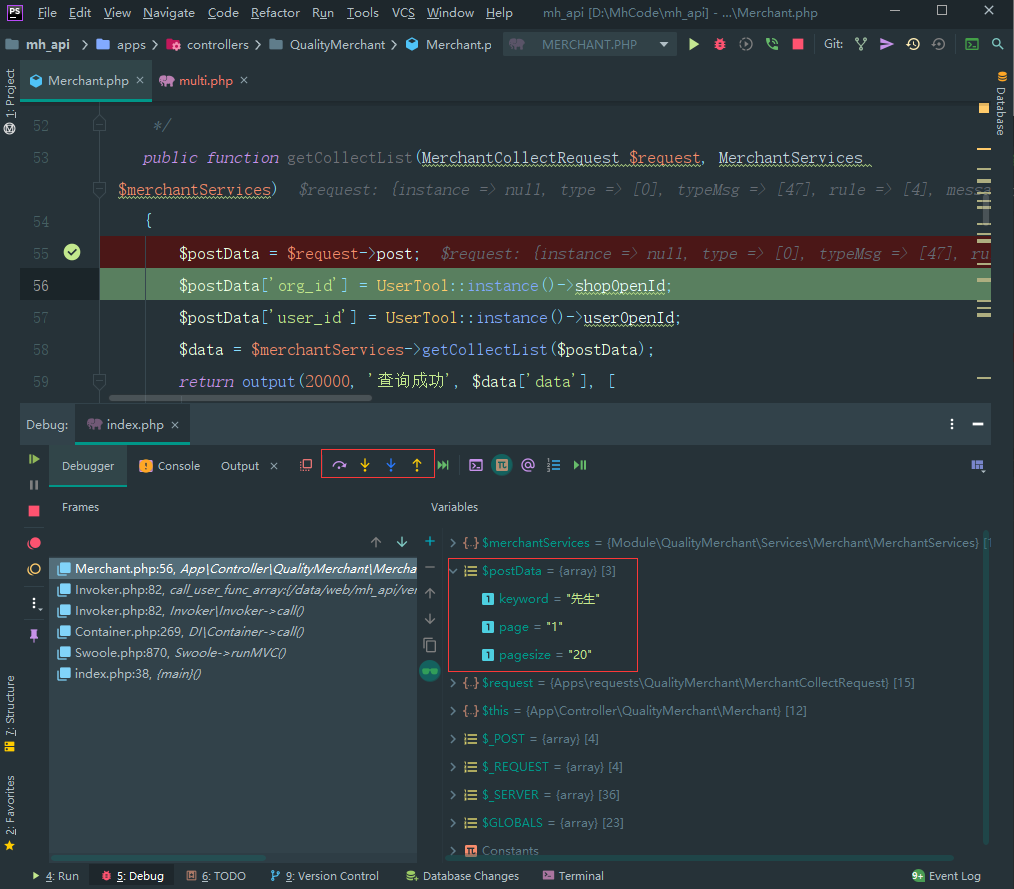 PS File Edit View Navigate Code Refactor Run Tools VCS Window Help mh_api [D:\MhCode\mh_api] - ...\Merchant.php
mh_api apps controllers QualityMerchant Merchant.p MERCHANT.PHP Git:
Merchant.php multi.php
1: Project
Database
52 */
53 public function getCollectList(MerchantCollectRequest $request, MerchantServices
$merchantServices) $request: {instance => null, type => [0], typeMsg => [47], rule => [4], messa
54 {
55 $postData = $request->post; $request: {instance => null, type => [0], typeMsg => [47], ru
56 $postData['org_id'] = UserTool::instance()->shopOpenId;
57 $postData['user_id'] = UserTool::instance()->userOpenId;
58 $data = $merchantServices->getCollectList($postData);
59 return output(20000, '查询成功', $data['data'], [
Debug: index.php
Debugger Console Output
Frames
Variables
Merchant.php:56, App\Controller\QualityMerchant\Mercha
Invoker.php:82, call_user_func_array:{/data/web/mh_api/ver
Invoker.php:82, Invoker\Invoker->call()
Container.php:269, DI\Container->call()
Swoole.php:870, Swoole->runMVC()
index.php:38, {main}()
$merchantServices = {Module\QualityMerchant\Services\Merchant\MerchantServices} [1
$postData = {array} [3]
keyword = "先生"
page = "1"
pagesize = "20"
$request = {Apps\requests\QualityMerchant\MerchantCollectRequest} [15]
$this = {App\Controller\QualityMerchant\Merchant} [12]
$_POST = {array} [4]
$_REQUEST = {array} [4]
$_SERVER = {array} [36]
$GLOBALS = {array} [23]
Constants
7: Structure
2: Favorites
4: Run 5: Debug 6: TODO 9: Version Control Database Changes Terminal 9+ Event Log